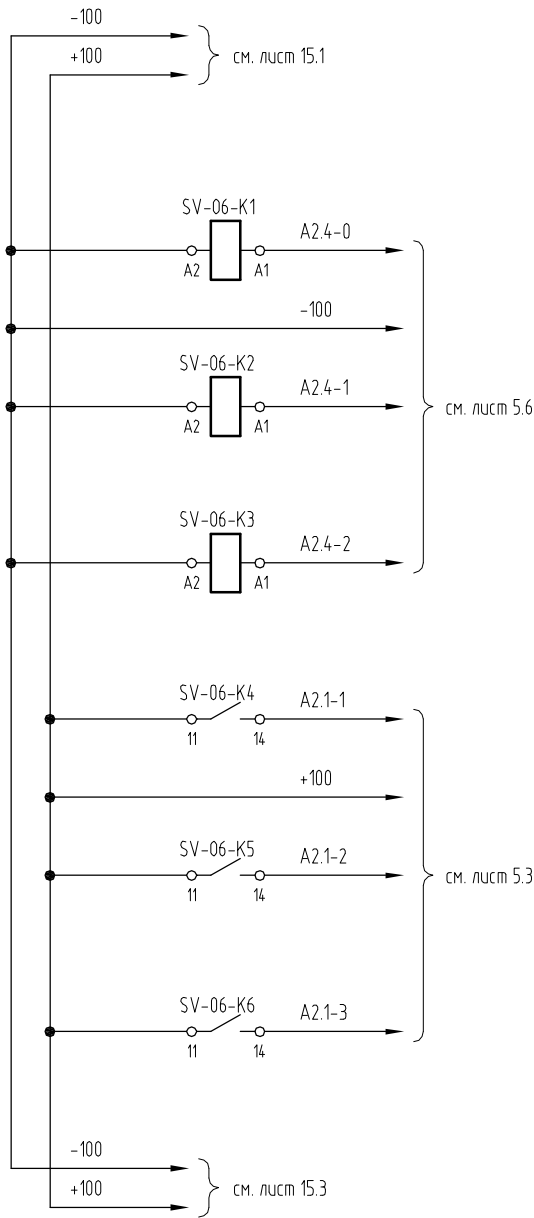 -100
+100
см. лист 15.1
SV-06-K1
A2.4-0
A2
A1
-100
SV-06-K2
A2.4-1
A2
A1
см. лист 5.6
SV-06-K3
A2.4-2
A2
A1
SV-06-K4
A2.1-1
11
14
+100
SV-06-K5
A2.1-2
11
14
см. лист 5.3
SV-06-K6
A2.1-3
11
14
-100
+100
см. лист 15.3